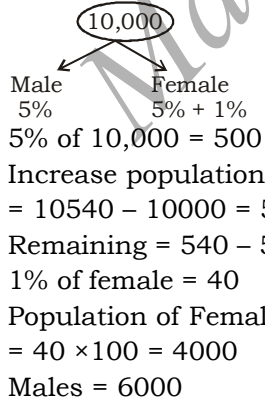 10,000
Male Female
5% 5% + 1%
5% of 10,000 = 500
Increase population
= 10540 – 10000 =
Remaining = 540 –
1% of female = 40
Population of
= 40 ×100 = 4000
Males = 6000